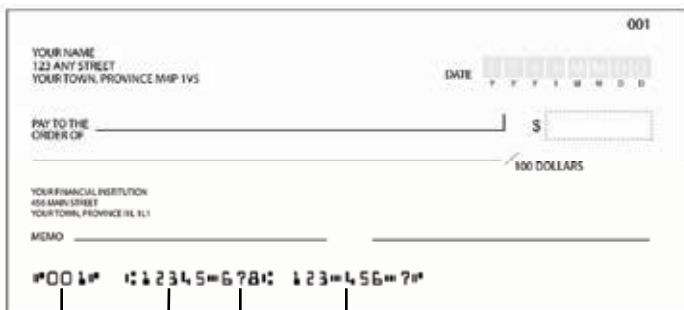 001
YOUR NAME
123 ANY STREET
YOUR TOWN, PROVINCE M4P 1V5
DATE
Y Y Y Y M M D D
PAY TO THE
ORDER OF
$
/100 DOLLARS
YOUR FINANCIAL INSTITUTION
456 MAIN STREET
YOUR TOWN, PROVINCE
MEMO
⑈001⑈ ⑆12345⑉678⑆ 123⑉456⑉7⑈